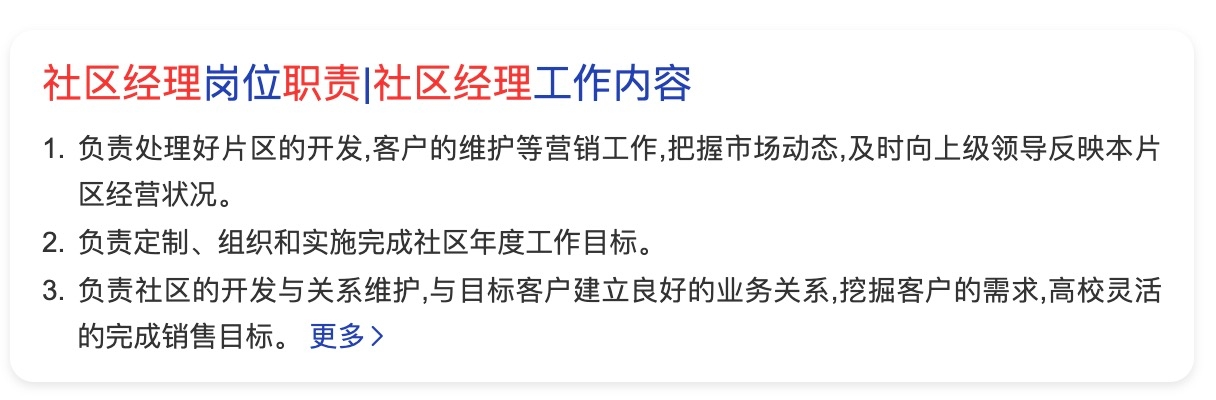 社区经理岗位职责|社区经理工作内容
1. 负责处理好片区的开发,客户的维护等营销工作,把握市场动态,及时向上级领导反映本片
区经营状况。
2. 负责定制、组织和实施完成社区年度工作目标。
3. 负责社区的开发与关系维护,与目标客户建立良好的业务关系,挖掘客户的需求,高校灵活
的完成销售目标。 更多>